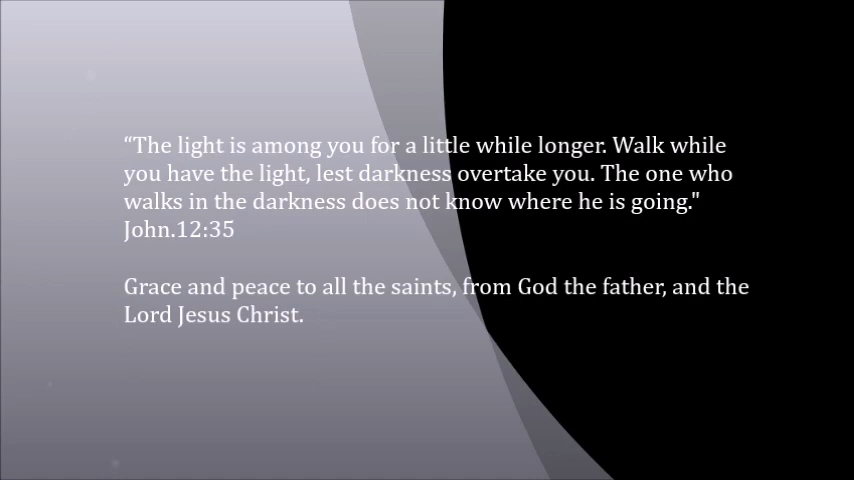 “The light is among you for a little while longer. Walk while
you have the light, lest darkness overtake you. The one who
walks in the darkness does not know where he is going."
John.12:35
Grace and peace to all the saints, from God the father, and the
Lord Jesus Christ.